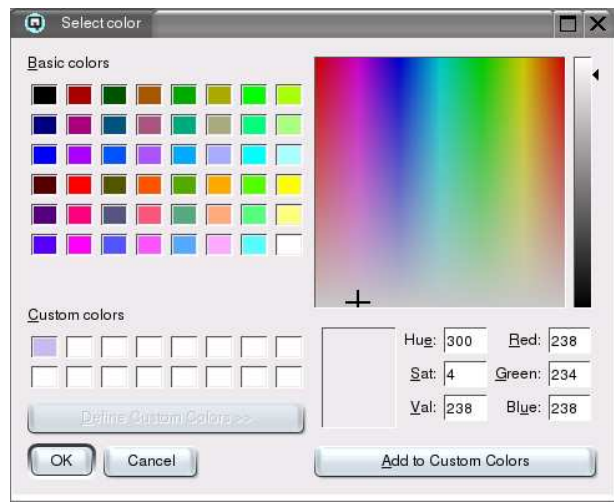 Select color
Basic colors
Custom colors
Define Custom Colors >>
OK Cancel
Hue: 300 Red: 238
Sat: 4 Green: 234
Val: 238 Blue: 238
Add to Custom Colors